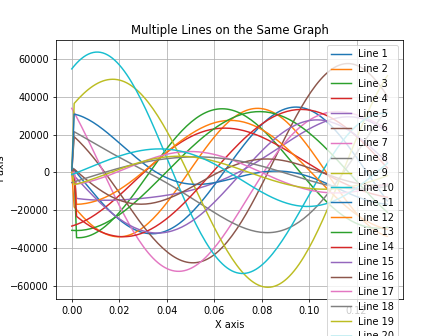 Multiple Lines on the Same Graph
60000
40000
20000
0
−20000
−40000
−60000
0.00
0.02
0.04
0.06
0.08
0.10
X axis
axis
Line 1
Line 2
Line 3
Line 4
Line 5
Line 6
Line 7
Line 8
Line 9
Line 10
Line 11
Line 12
Line 13
Line 14
Line 15
Line 16
Line 17
Line 18
Line 19
Line 20